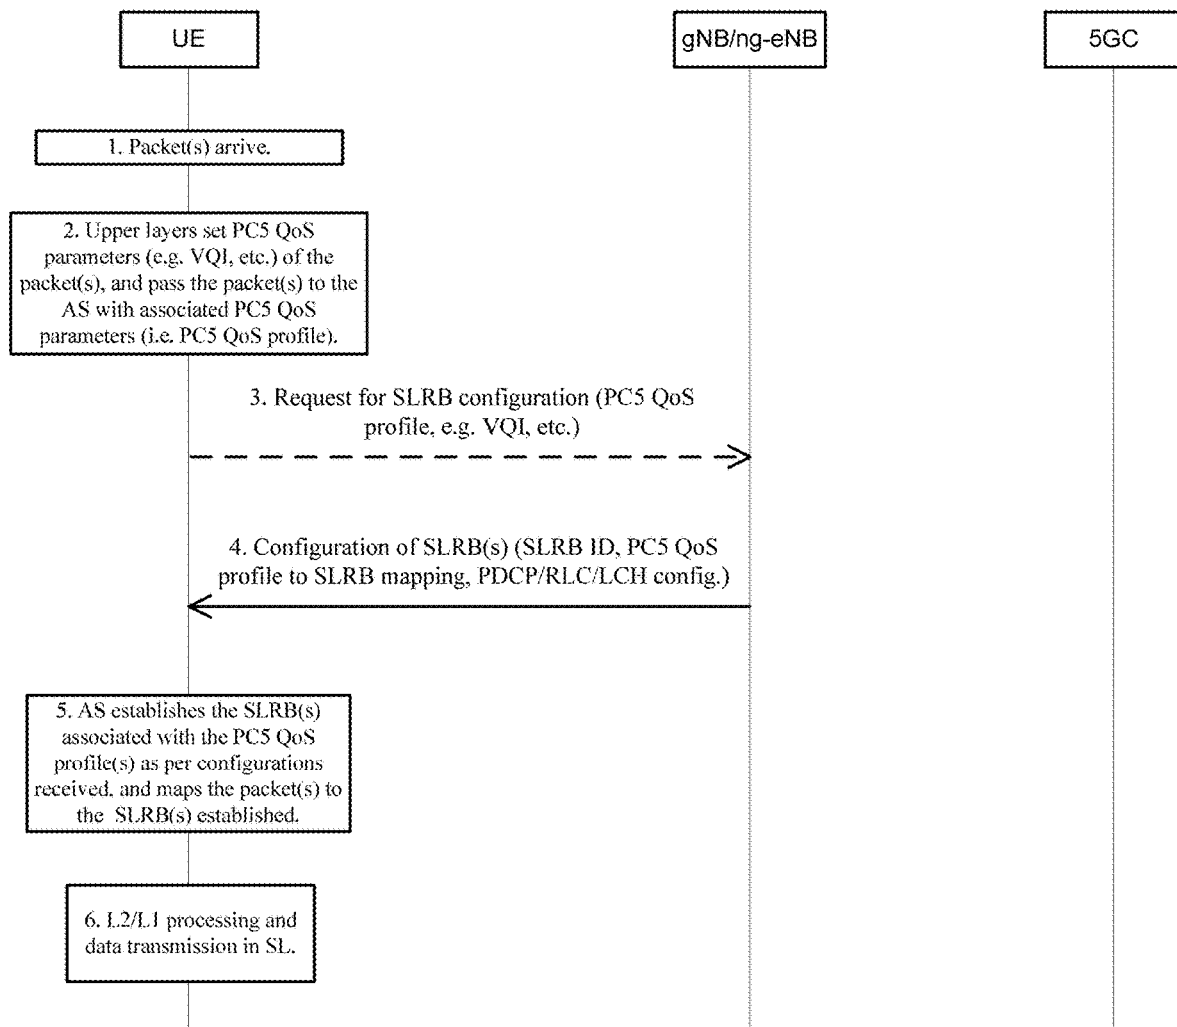 UE
gNB/ng-eNB
5GC
1. Packet(s) arrive.
2. Upper layers set PC5 QoS
parameters (e.g. VQI, etc.) of the
packet(s), and pass the packet(s) to the
AS with associated PC5 QoS
parameters (i.e. PC5 QoS profile).
3. Request for SLRB configuration (PC5 QoS
profile, e.g. VQI, etc.)
4. Configuration of SLRB(s) (SLRB ID, PC5 QoS
profile to SLRB mapping, PDCP/RLC/LCH config.)
5. AS establishes the SLRB(s)
associated with the PC5 QoS
profile(s) as per configurations
received, and maps the packet(s) to
the SLRB(s) established.
6. L2/L1 processing and
data transmission in SL.